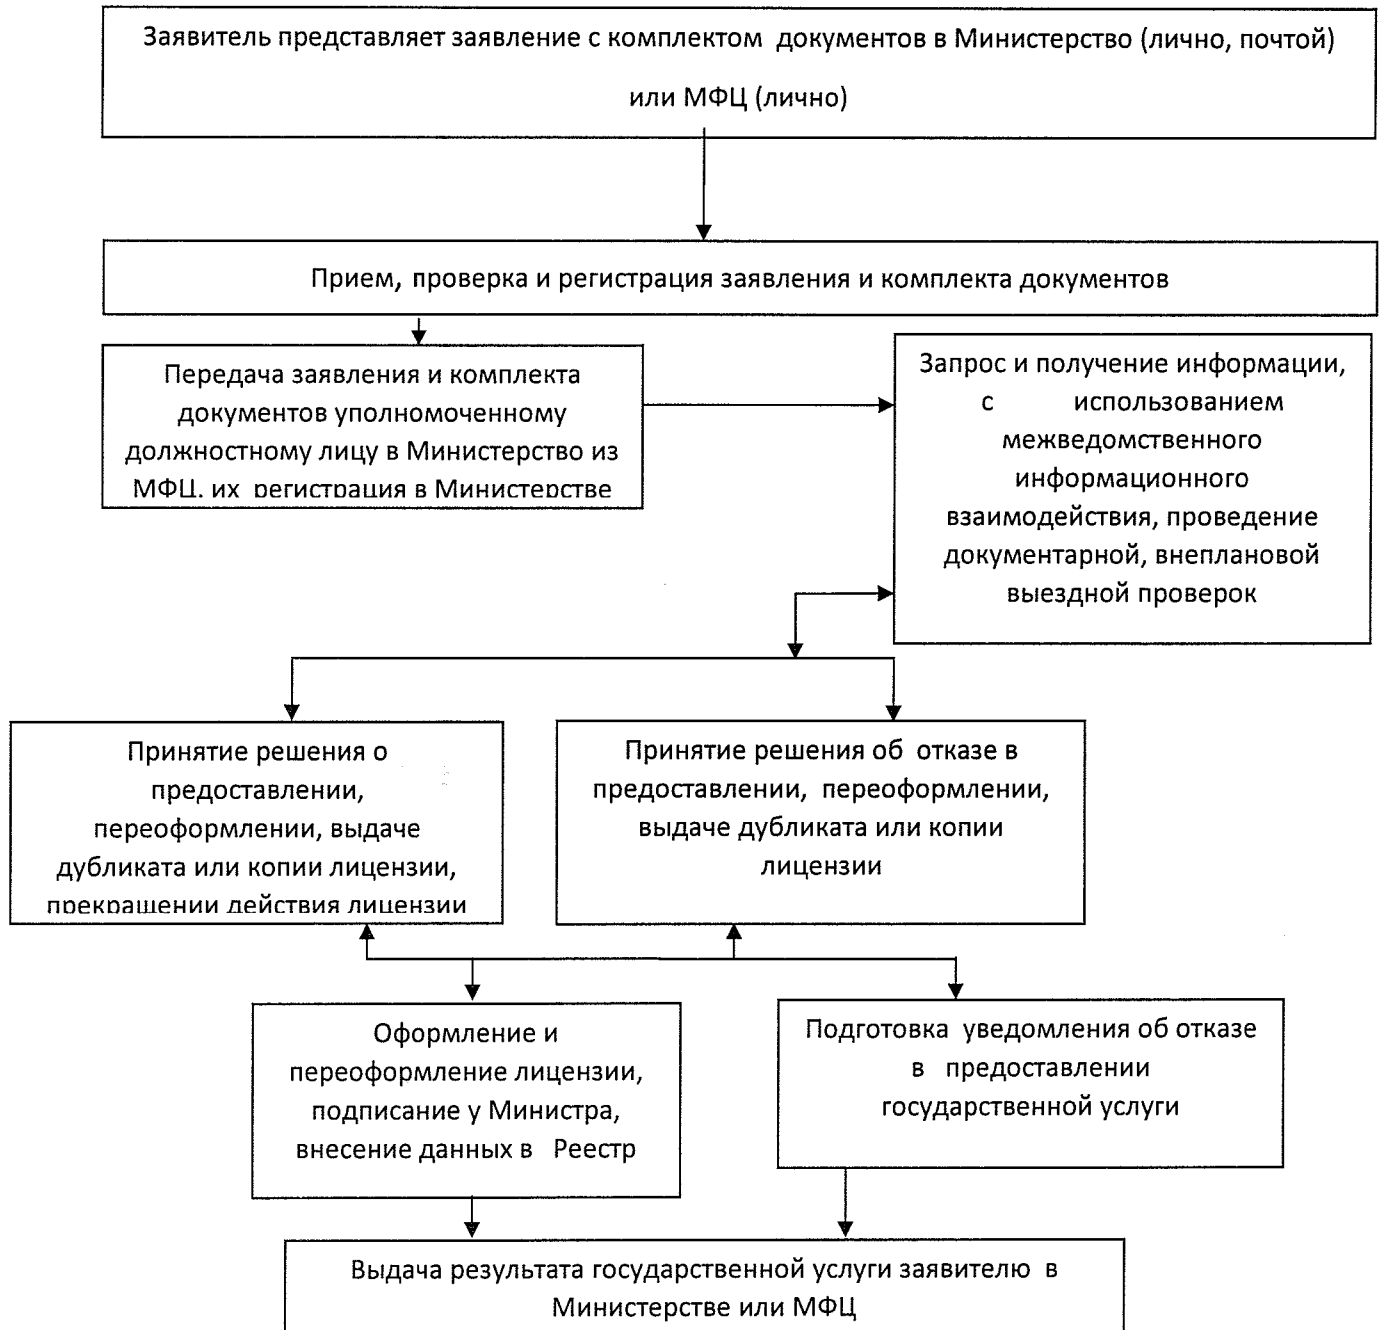 Заявитель представляет заявление с комплектом документов в Министерство (лично, почтой)
или МФЦ (лично)
Прием, проверка и регистрация заявления и комплекта документов
Передача заявления и комплекта
документов уполномоченному
должностному лицу в Министерство из
МФЦ, их регистрация в Министерстве
Запрос и получение информации,
с использованием
межведомственного
информационного
взаимодействия, проведение
документарной, внеплановой
выездной проверок
Принятие решения о
предоставлении,
переоформлении, выдаче
дубликата или копии лицензии,
прекращении действия лицензии
Принятие решения об отказе в
предоставлении, переоформлении,
выдаче дубликата или копии
лицензии
Оформление и
переоформление лицензии,
подписание у Министра,
внесение данных в Реестр
Подготовка уведомления об отказе
в предоставлении
государственной услуги
Выдача результата государственной услуги заявителю в
Министерстве или МФЦ